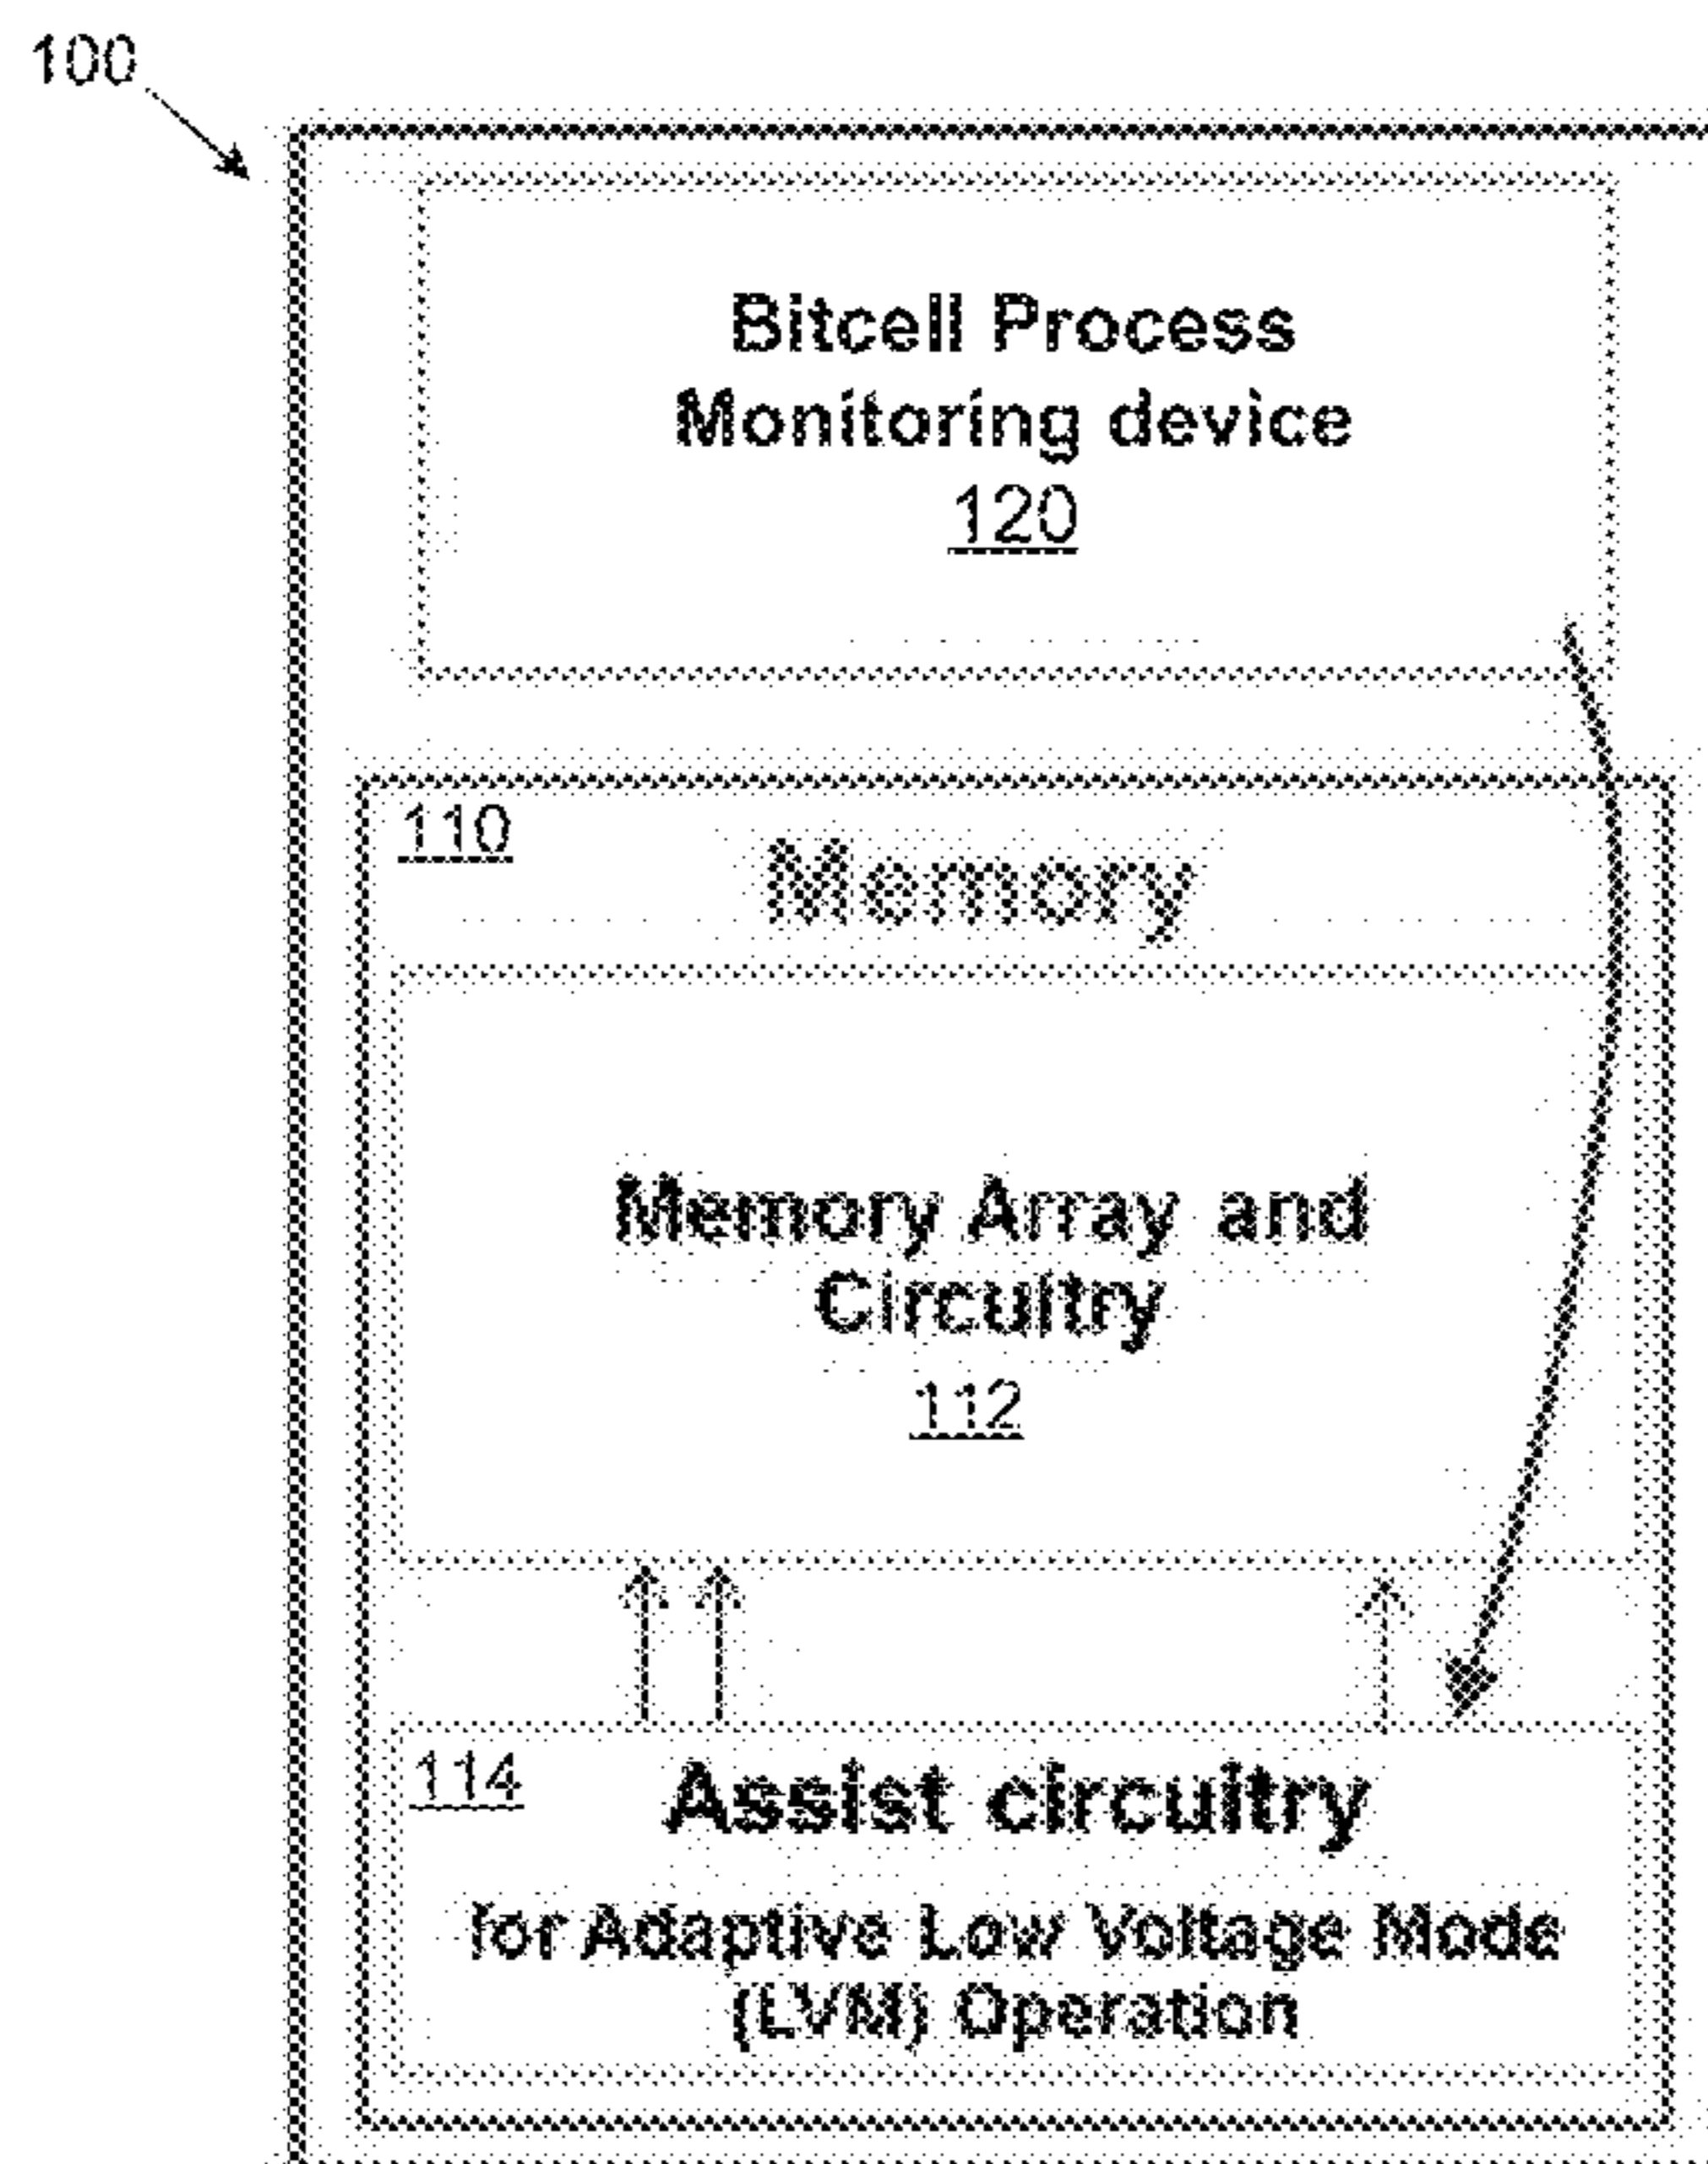 100
Bitcell Process
Monitoring device
120
110
Memory
Memory Array and
Circuitry
112
114
Assist circuitry
for Adaptive Low Voltage Mode
(LVM) Operation